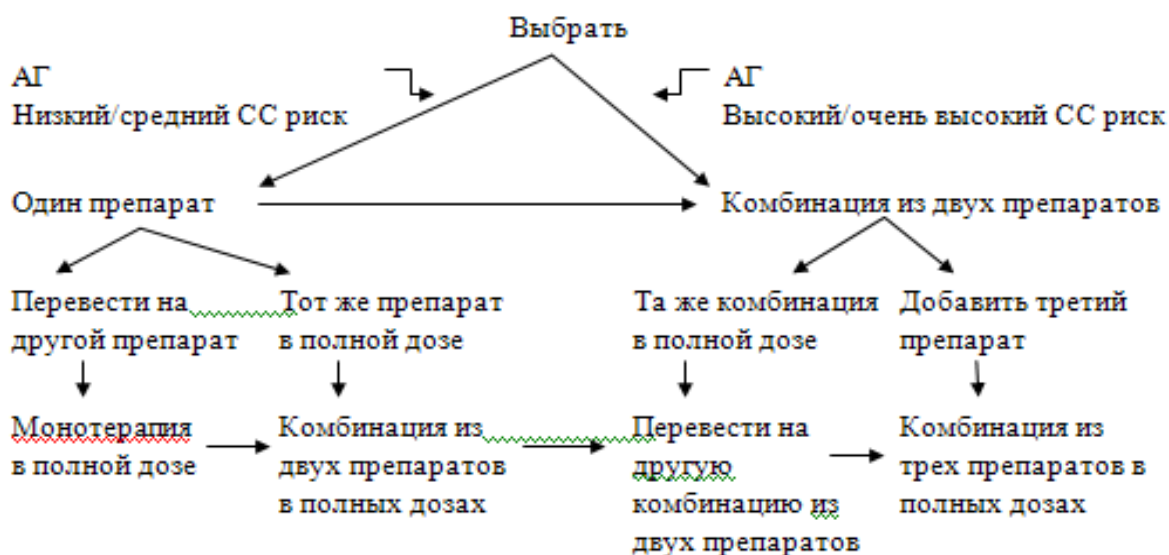 Выбрать
АГ
Низкий/средний СС риск
АГ
Высокий/очень высокий СС риск
Один препарат
Комбинация из двух препаратов
Перевести на
другой препарат
Тот же препарат
в полной дозе
Та же комбинация
в полной дозе
Добавить третий
препарат
Монотерапия
в полной дозе
Комбинация из
двух препаратов
в полных дозах
Перевести на
другую
комбинацию из
двух препаратов
Комбинация из
трех препаратов в
полных дозах